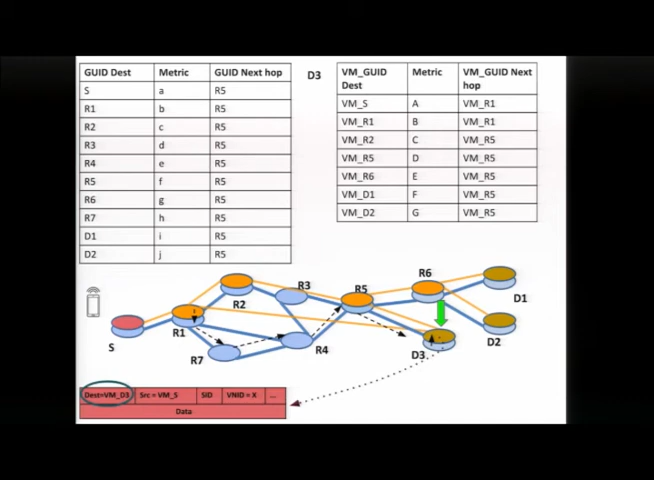 GUID Dest Metric GUID Next hop
S a R5
R1 b R5
R2 c R5
R3 d R5
R4 e R5
R5 f R5
R6 g R5
R7 h R5
D1 i R5
D2 j R5
D3
VM_GUID Dest Metric VM_GUID Next hop
VM_S A VM_R1
VM_R1 B VM_R1
VM_R2 C VM_R5
VM_R5 D VM_R5
VM_R6 E VM_R5
VM_D1 F VM_R5
VM_D2 G VM_R5
R6
R3 R5
D1
R2
R1
D2
S
R4
D3
R7
Dest=VM_D3 Src = VM_S SID VNID = X ...
Data